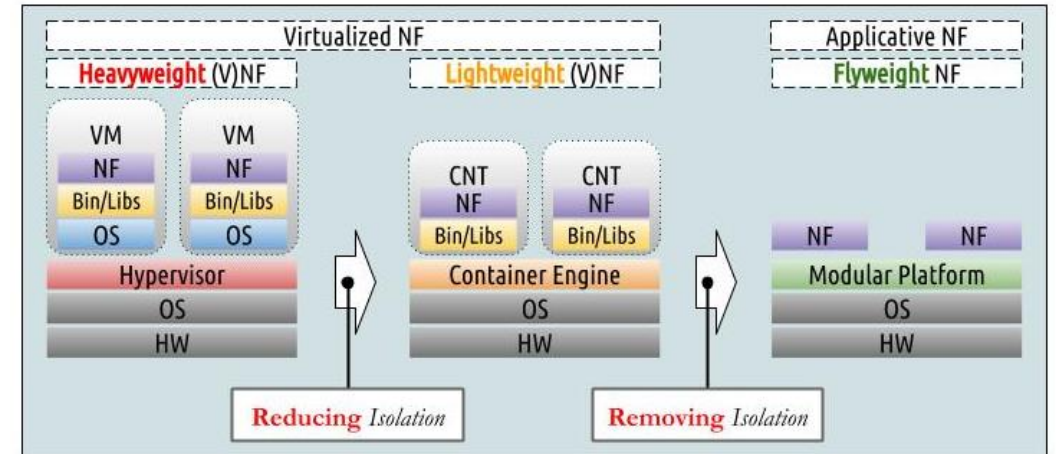 Virtualized NF
Applicative NF
Heavyweight (V)NF
Lightweight (V)NF
Flyweight NF
VM
NF
Bin/Libs
OS
VM
NF
Bin/Libs
OS
Hypervisor
OS
HW
CNT
NF
Bin/Libs
CNT
NF
Bin/Libs
Container Engine
OS
HW
NF
NF
Modular Platform
OS
HW
Reducing Isolation
Removing Isolation